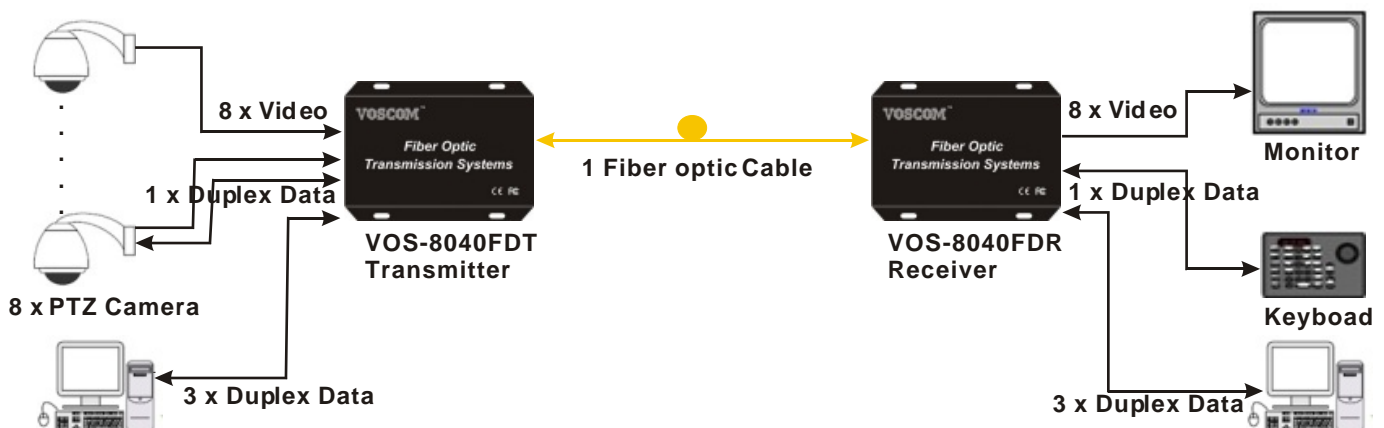 8 x Video
1 x Duplex Data
8 x PTZ Camera
3 x Duplex Data
VOSCOM™
Fiber Optic
Transmission Systems
CE FC
VOS-8040FDT
Transmitter
1 Fiber optic Cable
VOSCOM™
Fiber Optic
Transmission Systems
CE FC
VOS-8040FDR
Receiver
8 x Video
1 x Duplex Data
3 x Duplex Data
Monitor
Keyboad